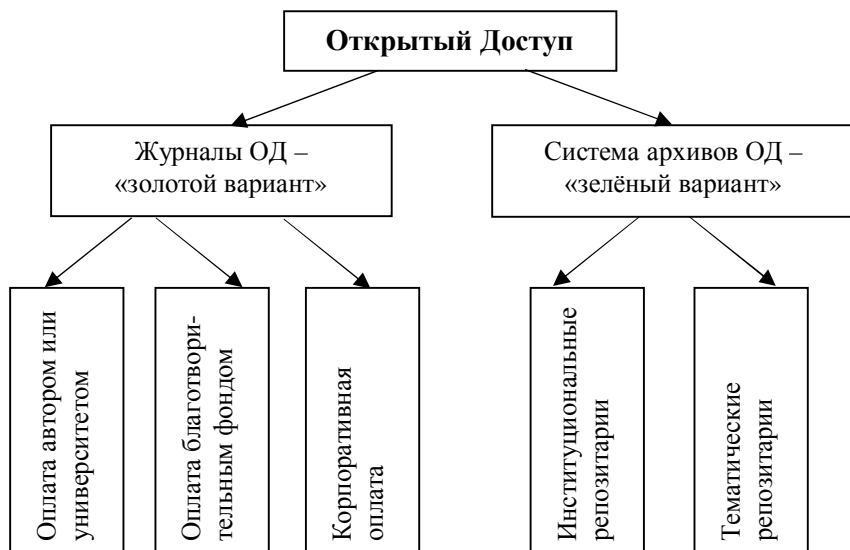 Открытый Доступ
Журналы ОД –
«золотой вариант»
Система архивов ОД –
«зелёный вариант»
Оплата автором или
университетом
Оплата благотвори-
тельным фондом
Корпоративная
оплата
Институциональные
репозитарии
Тематические
репозитарии